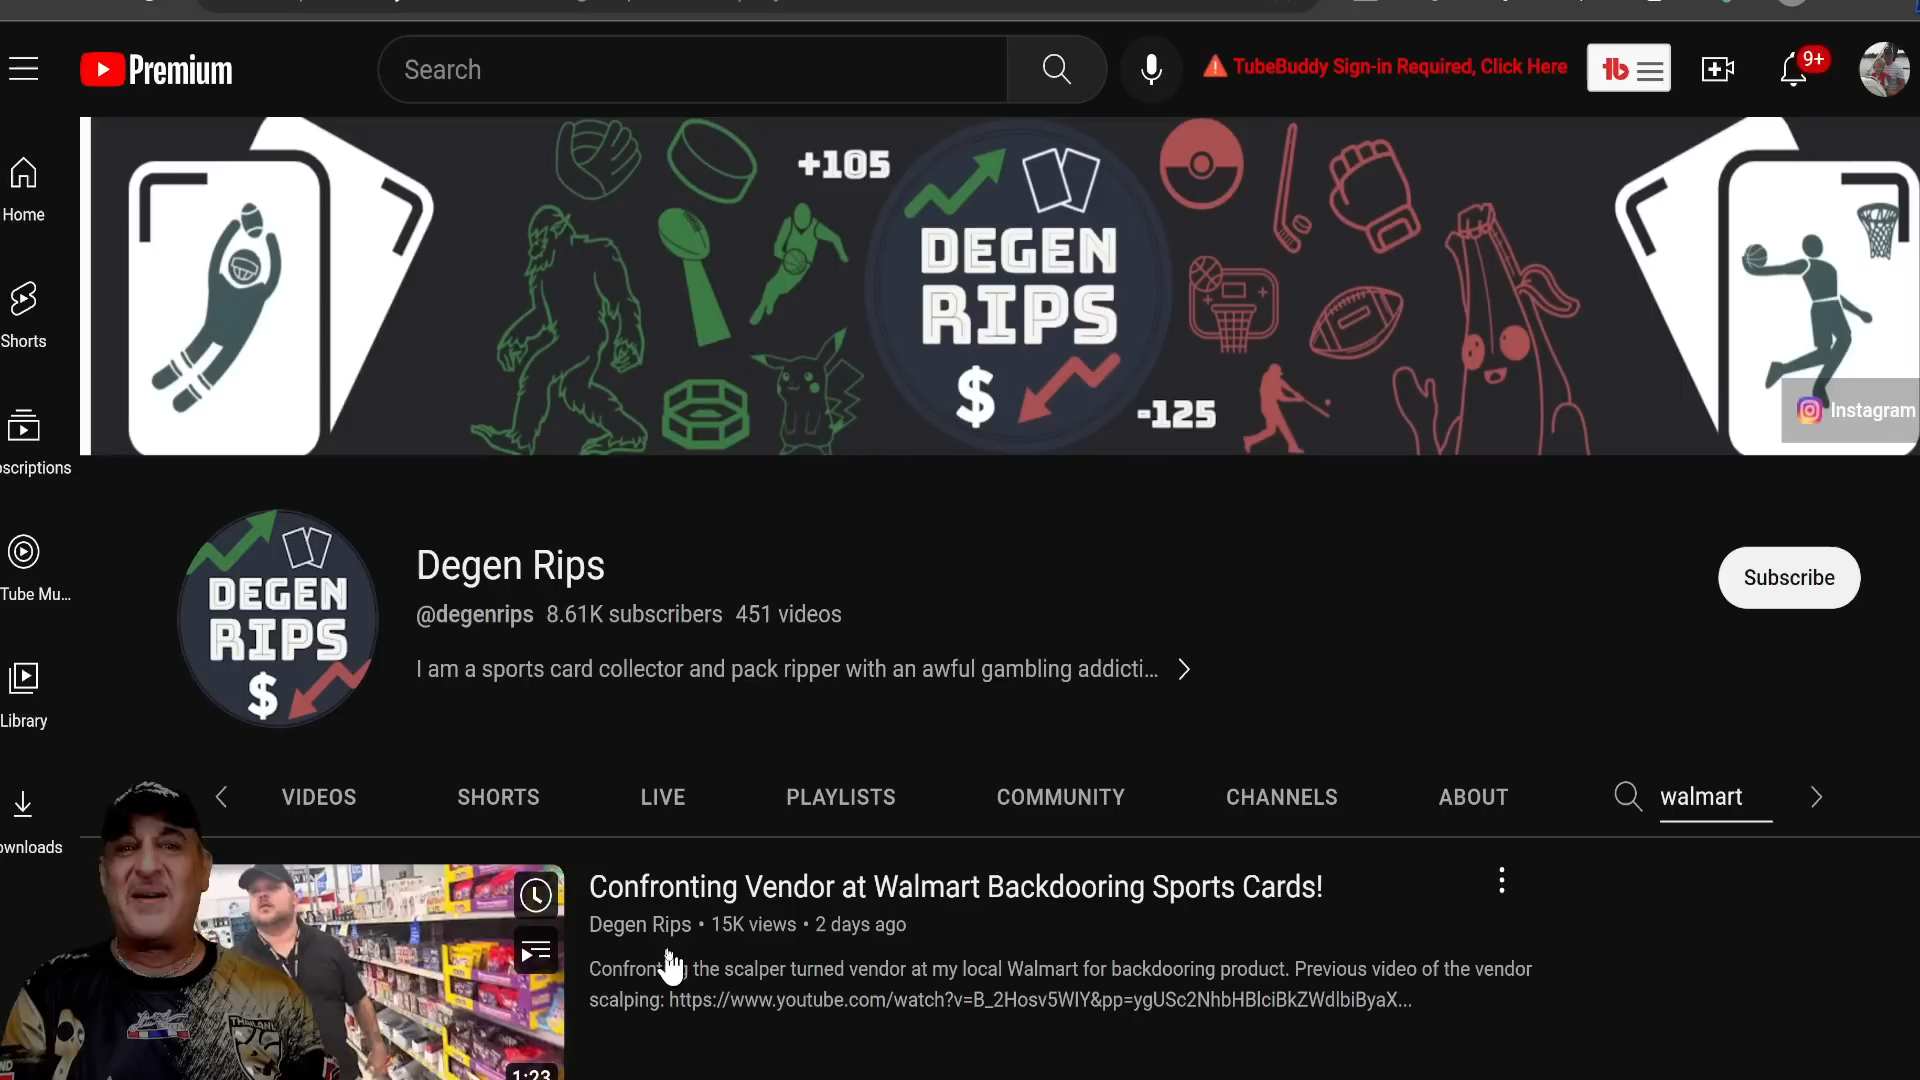 Premium
Search
TubeBuddy Sign-in Required, Click Here
tb
9+
Home
Shorts
bscriptions
Tube Mu...
Library
ownloads
+105
DEGEN
RIPS
$
-125
Instagram
DEGEN
RIPS
$
Degen Rips
@degenrips 8.61K subscribers 451 videos
I am a sports card collector and pack ripper with an awful gambling addicti...
VIDEOS
SHORTS
LIVE
PLAYLISTS
COMMUNITY
CHANNELS
ABOUT
walmart
Confronting Vendor at Walmart Backdooring Sports Cards!
Degen Rips • 15K views • 2 days ago
the scalper turned vendor at my local Walmart for backdooring product. Previous video of the vendor
scalping: https://www.youtube.com/watch?v=B_2Hosv5WIY&pp=ygUSc2NhbHBlciBkZWdlbiByaX...
1:23
THAILAND